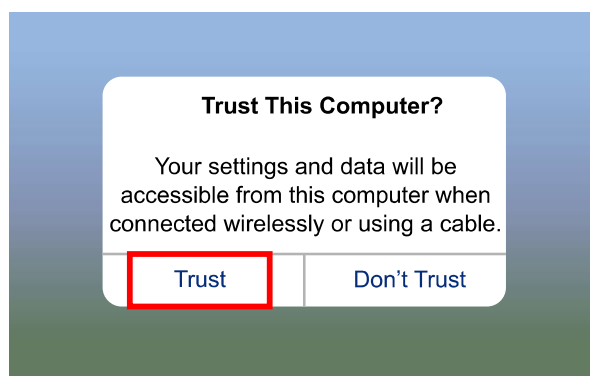 Trust This Computer?
Your settings and data will be
accessible from this computer when
connected wirelessly or using a cable.
Trust
Don’t Trust